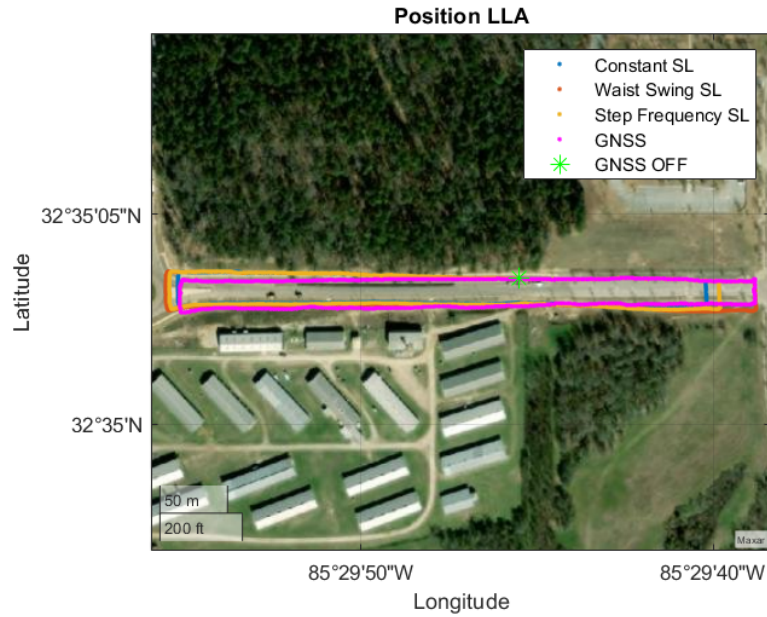 Position LLA
Constant SL
Waist Swing SL
Step Frequency SL
GNSS
GNSS OFF
32°35'05"N
Latitude
32°35'N
50 m
200 ft
Maxar
85°29'50"W
85°29'40"W
Longitude